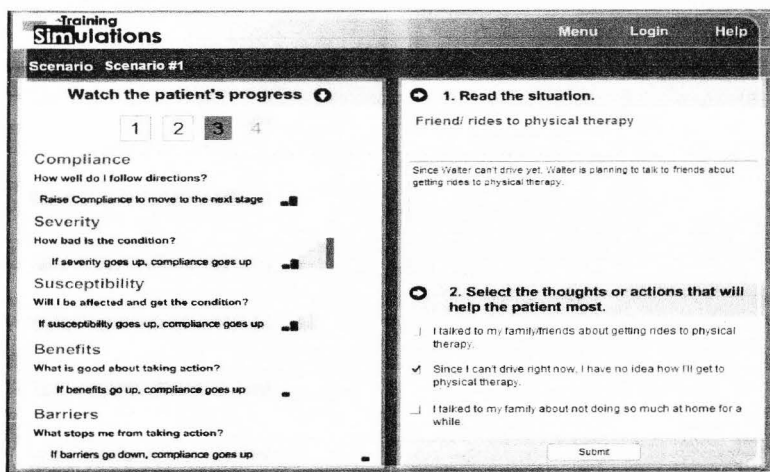 Training
Simulations
Menu Login Help
Scenario Scenario #1
Watch the patient's progress
1 2 3 4
Compliance
How well do I follow directions?
Raise Compliance to move to the next stage
Severity
How bad is the condition?
If severity goes up, compliance goes up
Susceptibility
Will I be affected and get the condition?
If susceptibility goes up, compliance goes up
Benefits
What is good about taking action?
If benefits go up, compliance goes up
Barriers
What stops me from taking action?
If barriers go down, compliance goes up
1. Read the situation.
Friend/ rides to physical therapy
Since Walter can't drive yet, Walter is planning to talk to friends about
getting rides to physical therapy.
2. Select the thoughts or actions that will
help the patient most.
I talked to my family/friends about getting rides to physical
therapy.
Since I can't drive right now, I have no idea how I'll get to
physical therapy.
I talked to my family about not doing so much at home for a
while.
Submit